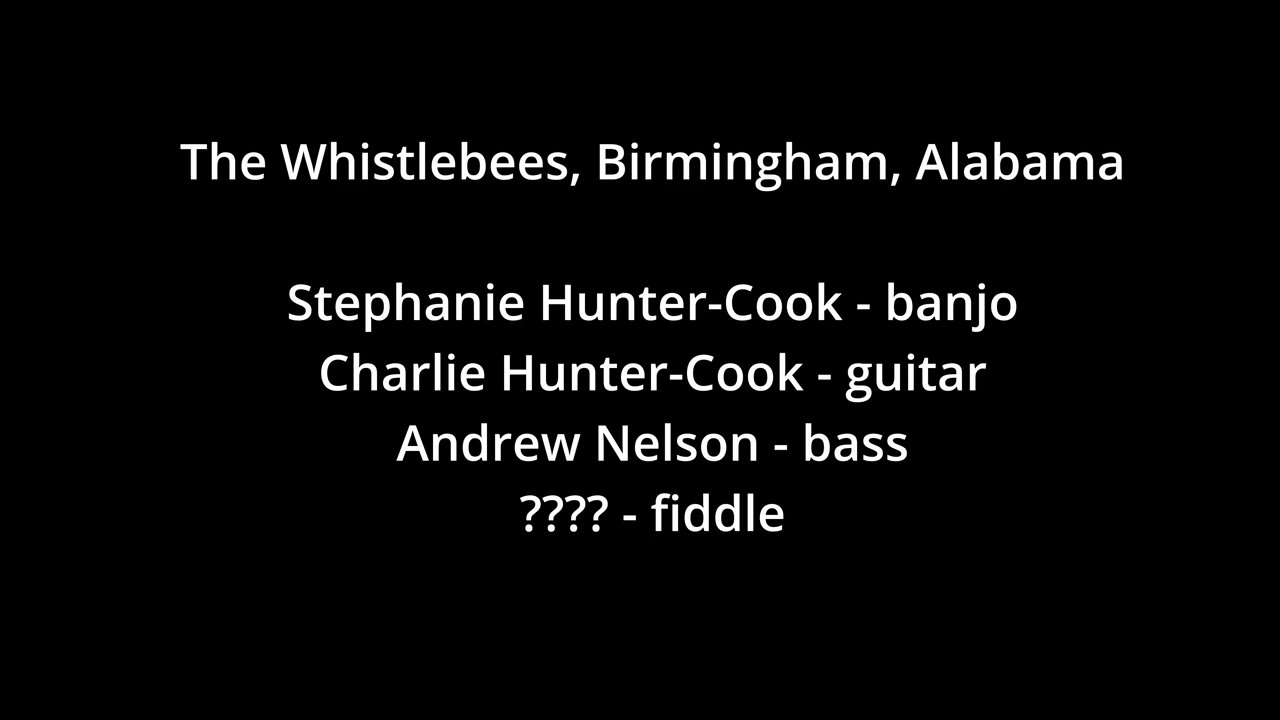 The Whistlebees, Birmingham, Alabama
Stephanie Hunter-Cook - banjo
Charlie Hunter-Cook - guitar
Andrew Nelson - bass
???? - fiddle